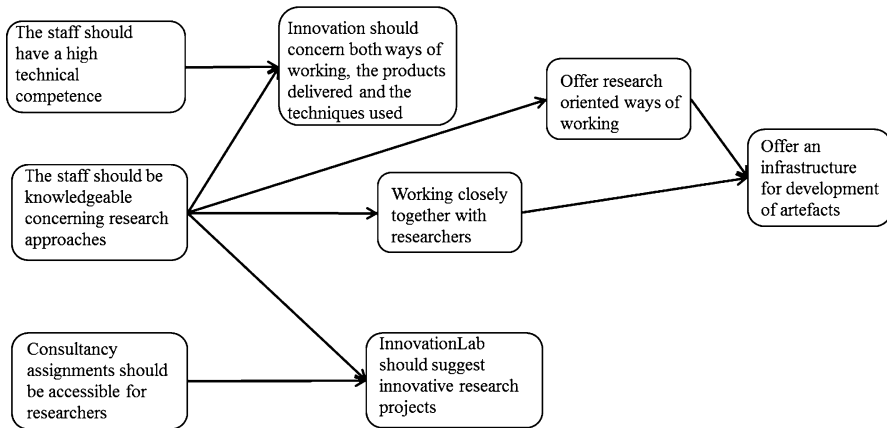 The staff should
have a high
technical
competence
Innovation should
concern both ways of
working, the products
delivered and the
techniques used
Offer research
oriented ways of
working
Offer an
infrastructure
for development
of artefacts
The staff should be
knowledgeable
concerning research
approaches
Working closely
together with
researchers
Consultancy
assignments should
be accessible for
researchers
InnovationLab
should suggest
innovative research
projects